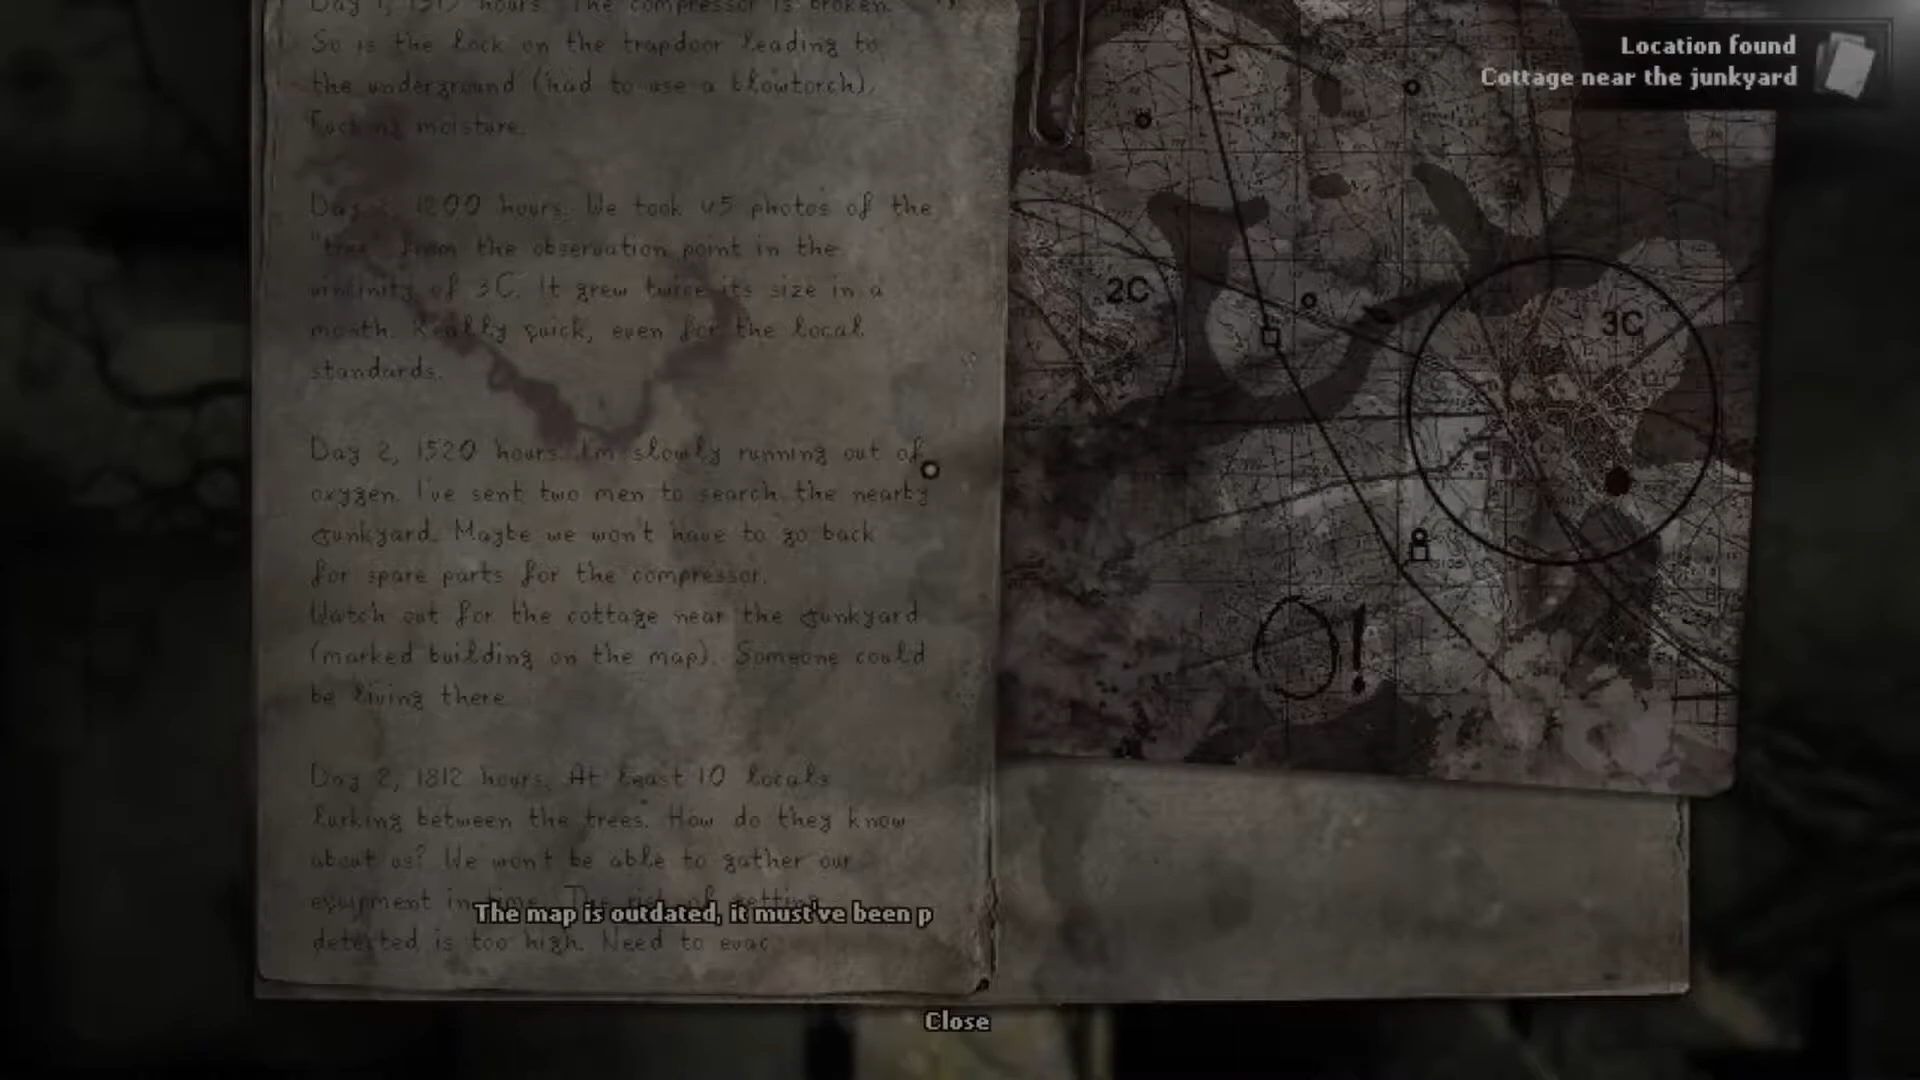 Day 1, 1915 hours. The compressor is broken.
So is the lock on the trapdoor leading to
the underground (had to use a blowtorch).
Fucking moisture.
Day 2, 1200 hours. We took 45 photos of the
"tree" from the observation point in the
vincinity of 3C. It grew twice its size in a
month. Really quick, even for the local
standards.
Day 2, 1520 hours. I'm slowly running out of
oxygen. I've sent two men to search the nearby
junkyard. Maybe we won't have to go back
for spare parts for the compressor.
Watch out for the cottage near the junkyard
(marked building on the map). Someone could
be living there.
Day 2, 1812 hours. At least 10 locals
lurking between the trees. How do they know
about us? We won't be able to gather our
equipment in time. The risk of getting
detected is too high. Need to evac
The map is outdated, it must've been p
Close
Location found
Cottage near the junkyard
21
2C
3C
!